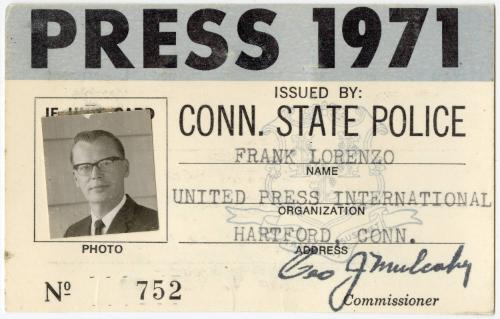 PRESS 1971
ISSUED BY:
CONN. STATE POLICE
FRANK LORENZO
NAME
UNITED PRESS INTERNATIONAL
ORGANIZATION
HARTFORD, CONN.
ADDRESS
PHOTO
Nº 752
Leo J Mulcahy
Commissioner